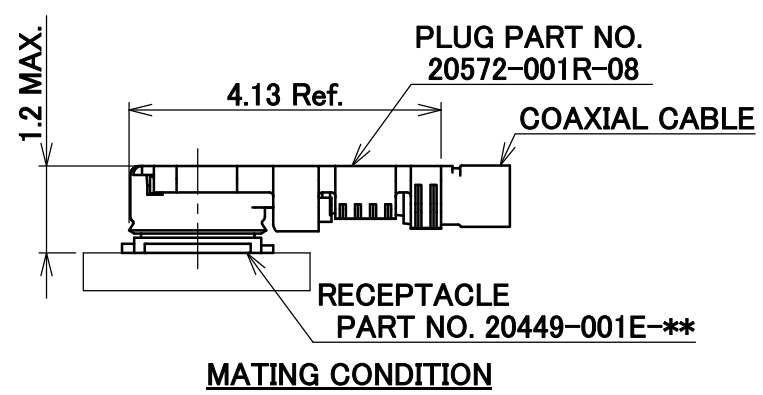 PLUG PART NO.
20572-001R-08
1.2 MAX.
4.13 Ref.
COAXIAL CABLE
RECEPTACLE
PART NO. 20449-001E-**
MATING CONDITION